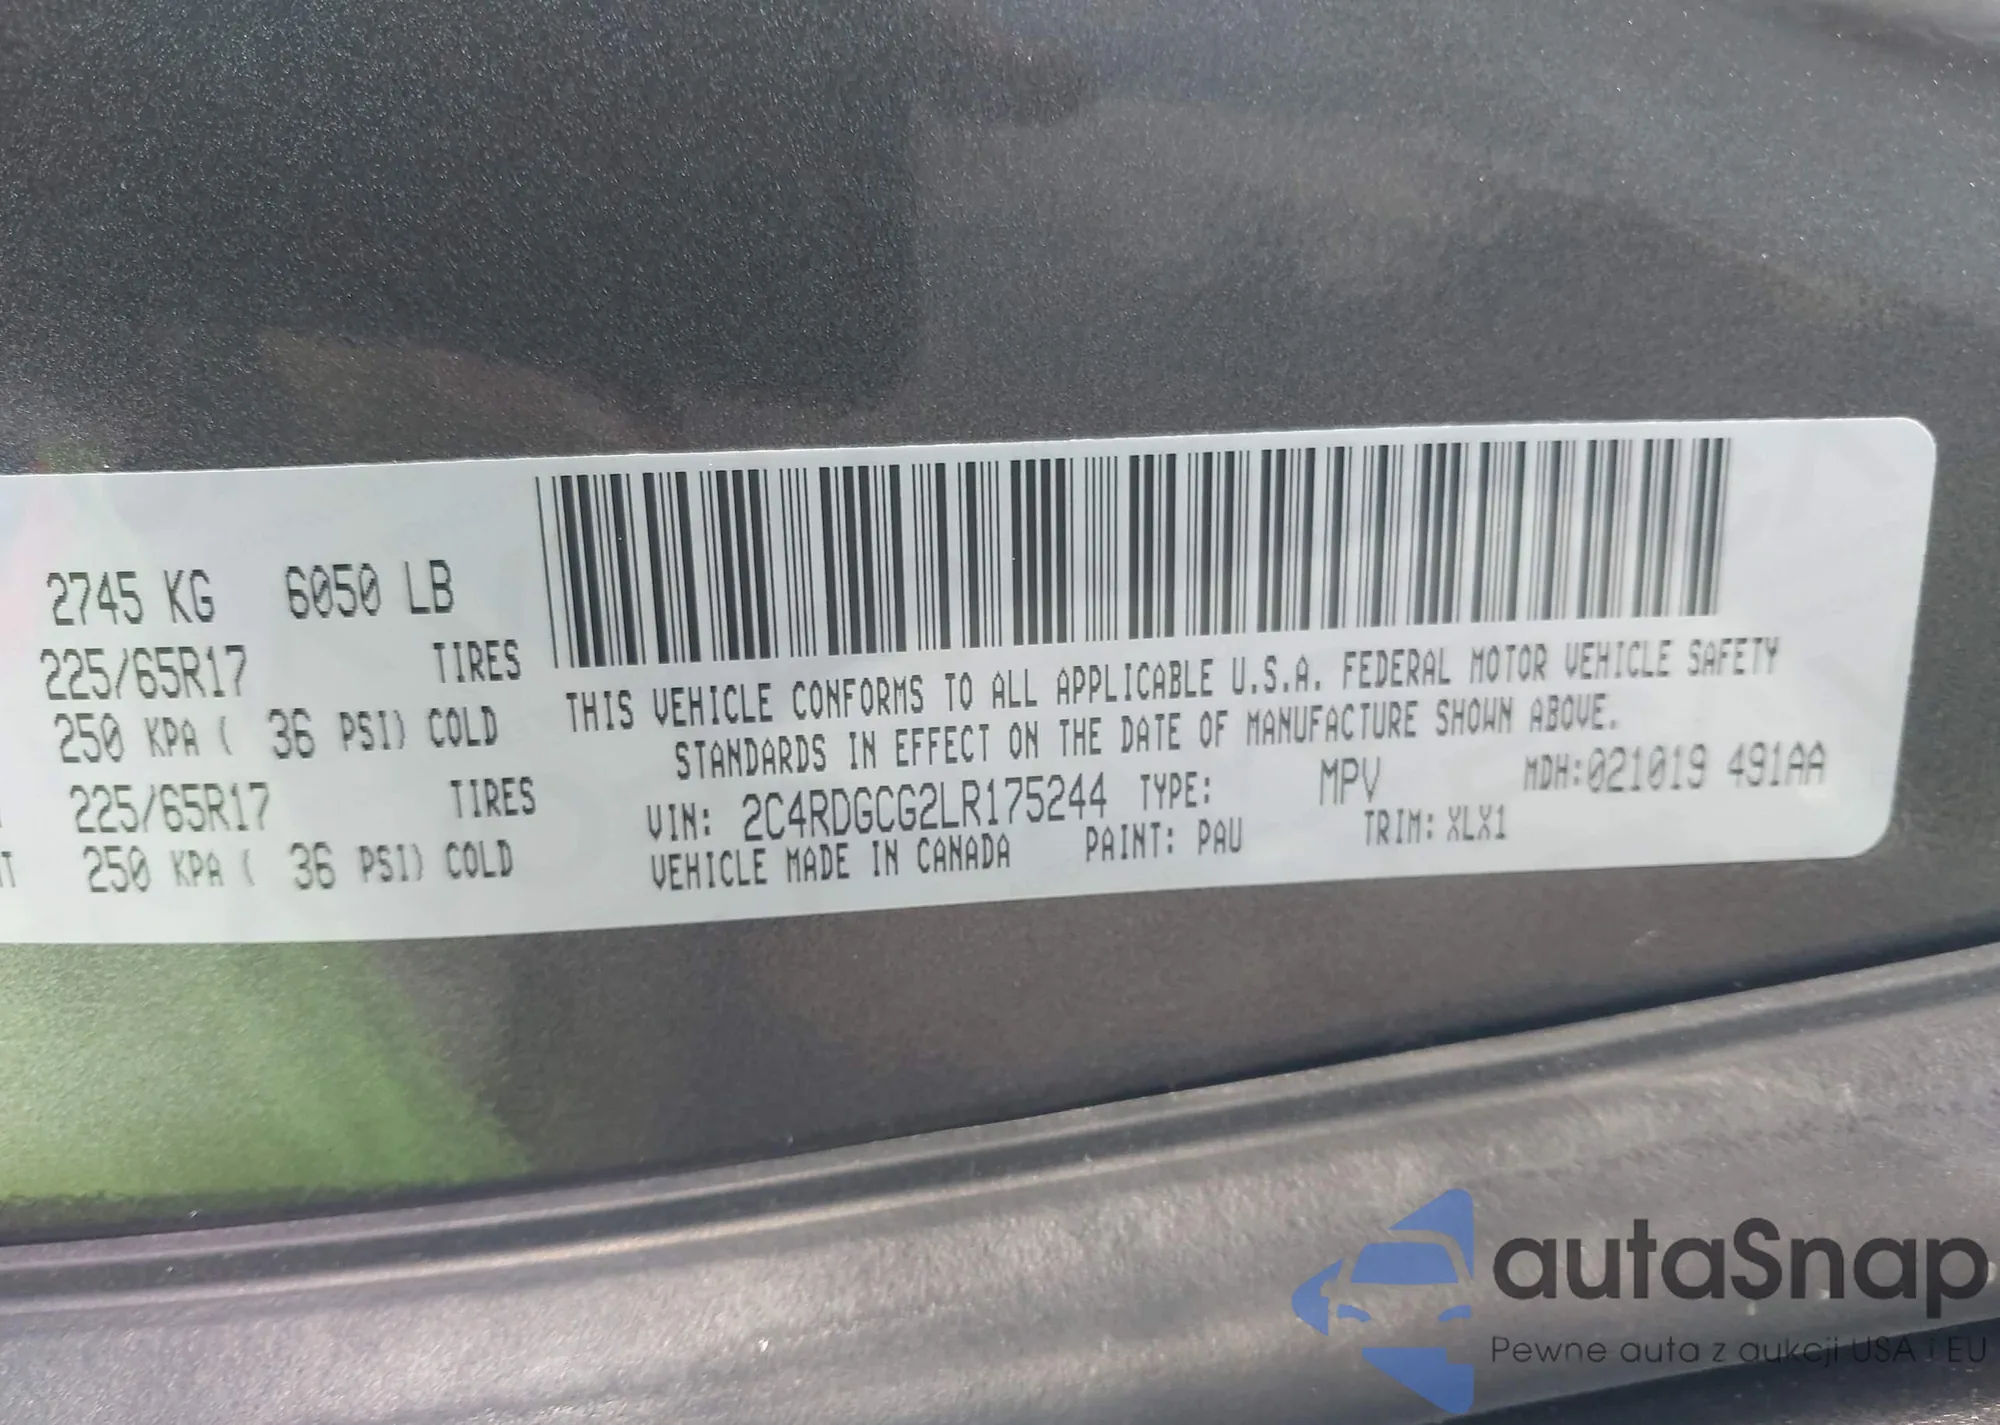 2745 KG 6050 LB
225/65R17 TIRES
250 KPA ( 36 PSI) COLD
225/65R17 TIRES
250 KPA ( 36 PSI) COLD
THIS VEHICLE CONFORMS TO ALL APPLICABLE U.S.A. FEDERAL MOTOR VEHICLE SAFETY
STANDARDS IN EFFECT ON THE DATE OF MANUFACTURE SHOWN ABOVE.
VIN: 2C4RDGCG2LR175244 TYPE: MPV MDH:021019 491AA
VEHICLE MADE IN CANADA PAINT: PAU TRIM: XLX1
autaSnap
Pewne auta z aukcji USA i EU